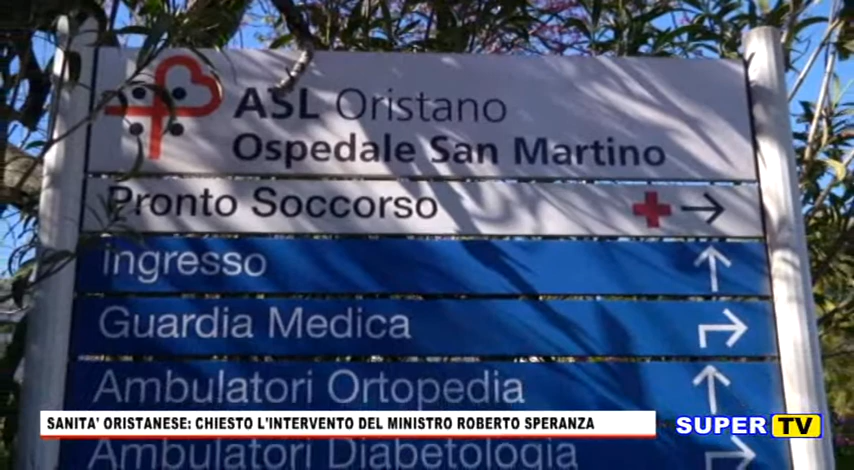 ASL Oristano
Ospedale San Martino
Pronto Soccorso
Ingresso
Guardia Medica
Ambulatori Ortopedia
SANITA' ORISTANESE: CHIESTO L'INTERVENTO DEL MINISTRO ROBERTO SPERANZA
SUPER TV
Ambulatori Diabetologia